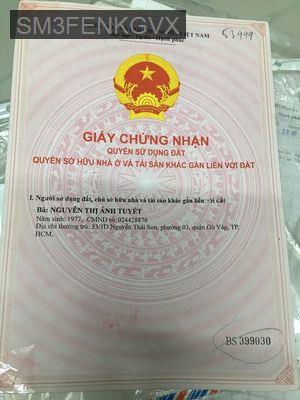 SM3FENKGVX
VIỆT NAM
53999
GIẤY CHỨNG NHẬN
QUYỀN SỬ DỤNG ĐẤT
QUYỀN SỞ HỮU NHÀ Ở VÀ TÀI SẢN KHÁC GẮN LIỀN VỚI ĐẤT
I. Người sử dụng đất, chủ sở hữu nhà và tài sản khác gắn liền với đất
Bà: NGUYỄN THỊ ÁNH TUYẾT
Năm sinh: 1977, CMND số: 024428876
Địa chỉ thường trú: 33/1D Nguyễn Thái Sơn, phường 03, quận Gò Vấp, TP.
HCM.
BS 399030